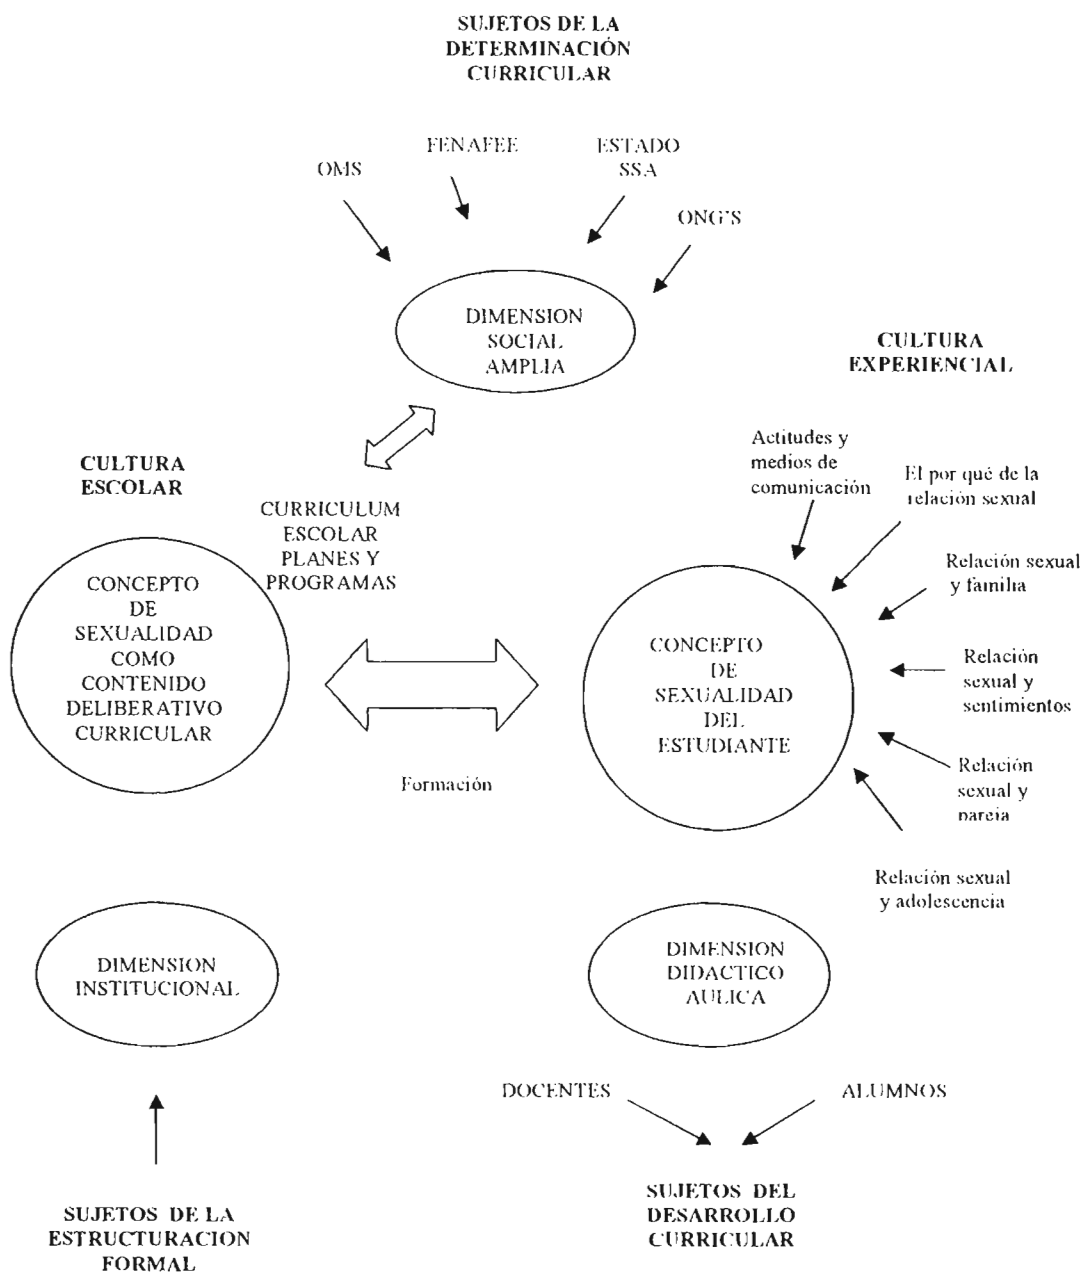 SUJETOS DE LA
DETERMINACIÓN
CURRICULAR
FENAFEE
ESTADO
SSA
OMS
ONG'S
DIMENSION
SOCIAL
AMPLIA
CULTURA
EXPERIENCIAL
CULTURA
ESCOLAR
CURRICULUM
ESCOLAR
PLANES Y
PROGRAMAS
Actitudes y
medios de
comunicación
El por qué de la
relación sexual
Relación sexual
y familia
Relación
sexual y
sentimientos
Relación
sexual y
pareja
Relación sexual
y adolescencia
CONCEPTO
DE
SEXUALIDAD
COMO
CONTENIDO
DELIBERATIVO
CURRICULAR
CONCEPTO
DE
SEXUALIDAD
DEL
ESTUDIANTE
Formación
DIMENSION
INSTITUCIONAL
DIMENSION
DIDACTICO
AULICA
DOCENTES
ALUMNOS
SUJETOS DE LA
ESTRUCTURACION
FORMAL
SUJETOS DEL
DESARROLLO
CURRICULAR